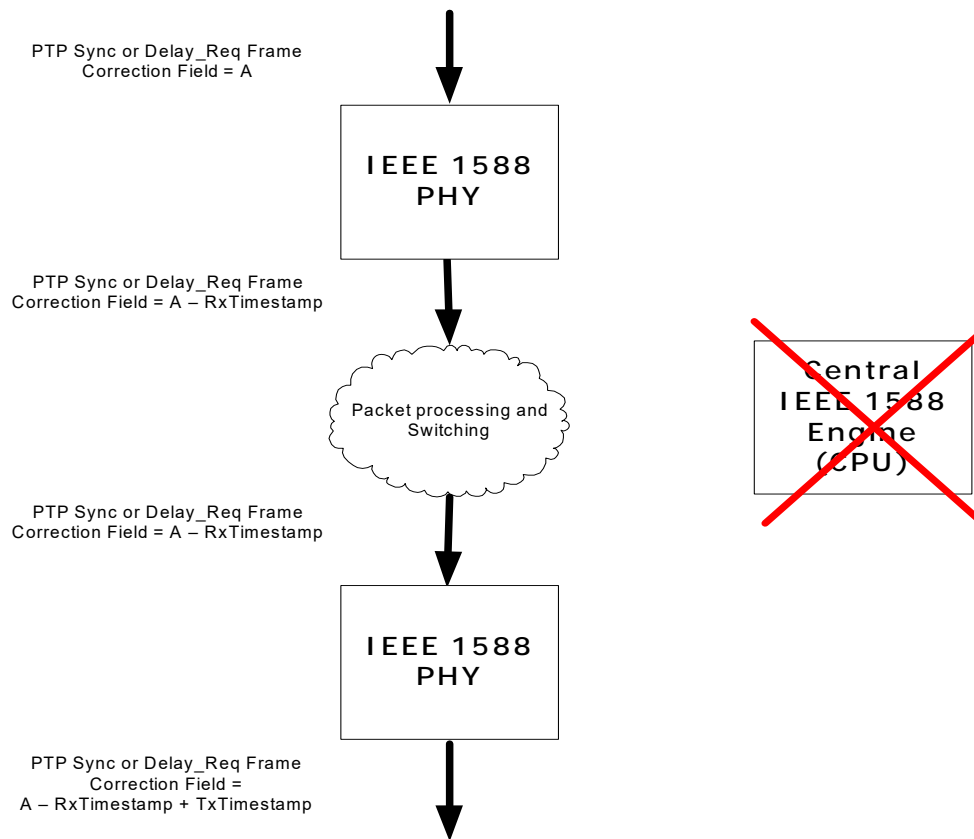 PTP Sync or Delay_Req Frame
Correction Field = A
IEEE 1588
PHY
PTP Sync or Delay_Req Frame
Correction Field = A – RxTimestamp
Packet processing and
Switching
Central
IEEE 1588
Engine
(CPU)
PTP Sync or Delay_Req Frame
Correction Field = A – RxTimestamp
IEEE 1588
PHY
PTP Sync or Delay_Req Frame
Correction Field =
A – RxTimestamp + TxTimestamp